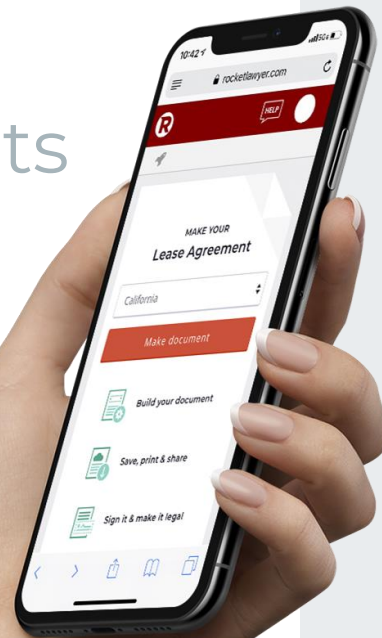 ts
10:42
5G
rocketlawyer.com
R
HELP
MAKE YOUR
Lease Agreement
California
Make document
Build your document
Save, print & share
Sign it & make it legal